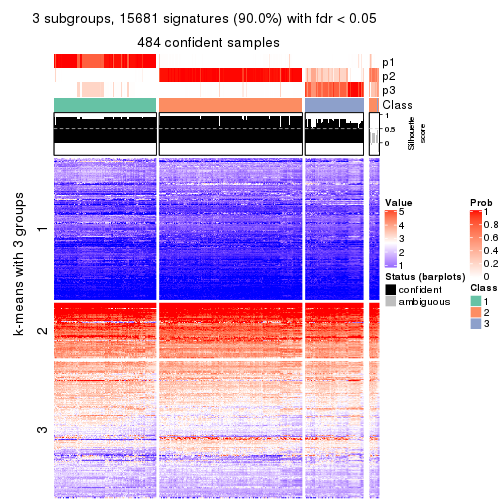 3 subgroups, 15681 signatures (90.0%) with fdr < 0.05
484 confident samples
p1
p2
p3
Class
1
0.5
0
Silhouette
score
k-means with 3 groups
1
2
3
Value
5
4
3
2
1
Status (barplots)
confident
ambiguous
Prob
1
0.8
0.6
0.4
0.2
0
Class
1
2
3